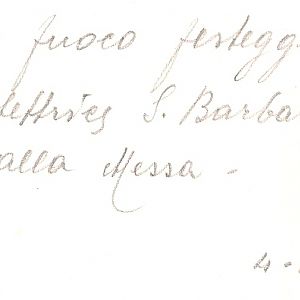 fuoco festegg
S. Barba
alla Messa -
4 -